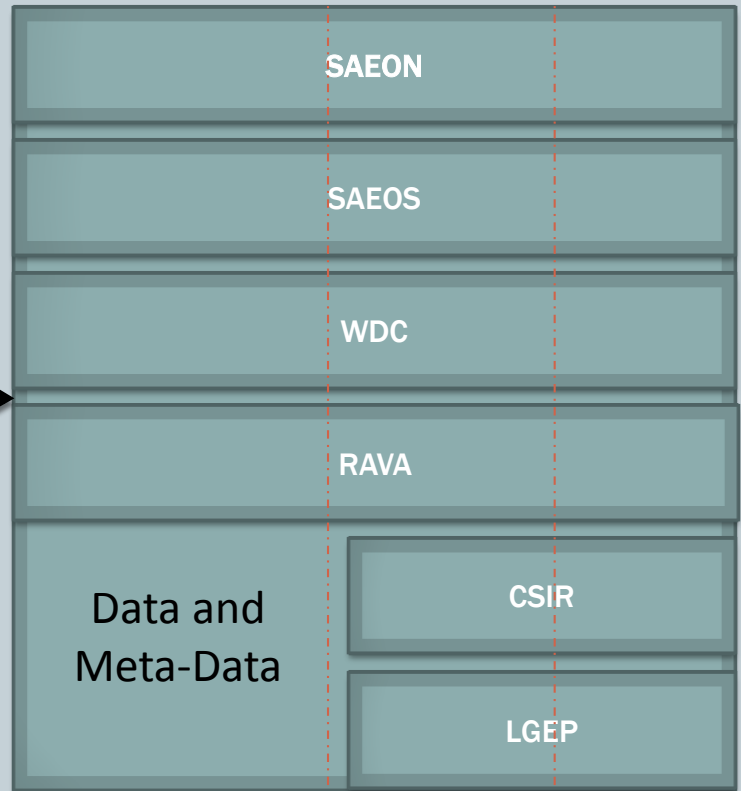 SAEON
SAEOS
WDC
RAVA
CSIR
Data and
Meta-Data
LGEP